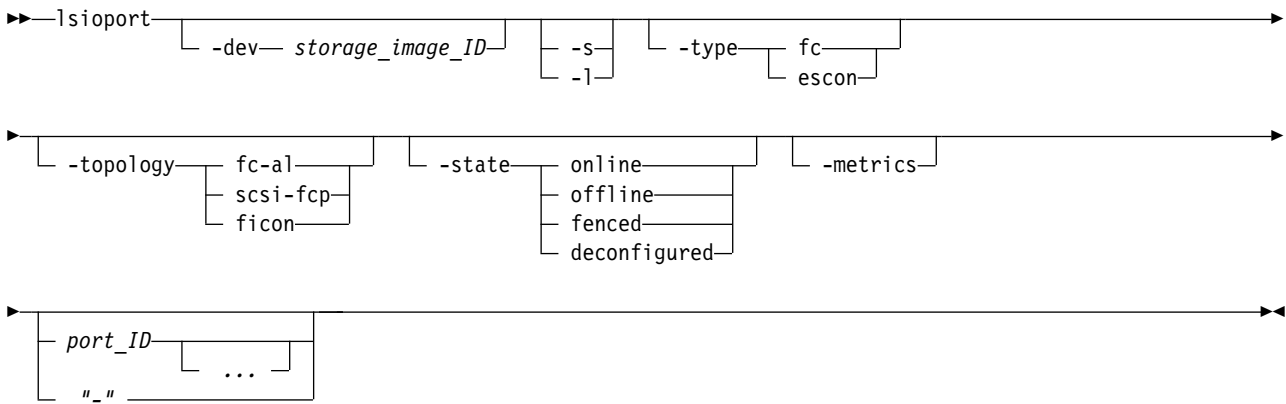 lsioport
-dev storage_image_ID -s -type fc
-l escon
-topology fc-al -state online -metrics
scsi-fcp offline
ficon fenced
deconfigured
port_ID
...
"-"